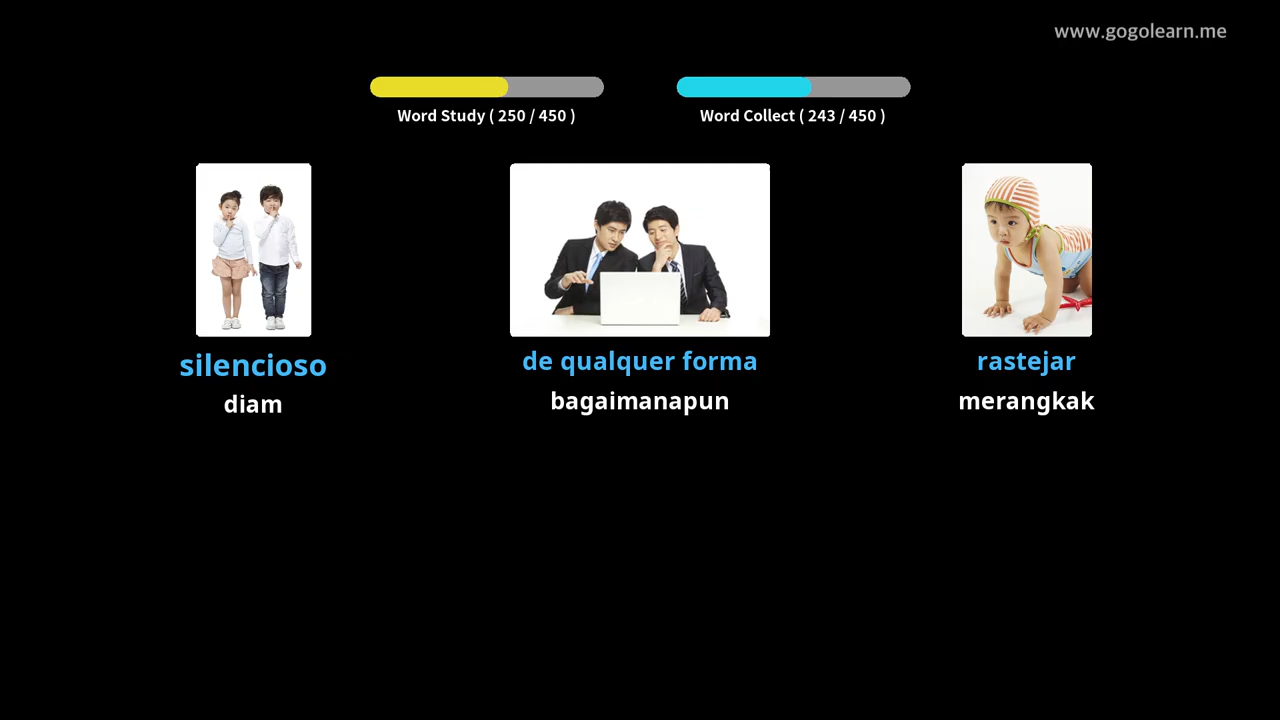 www.gogolearn.me
Word Study ( 250 / 450 )
Word Collect ( 243 / 450 )
silencioso
diam
de qualquer forma
bagaimanapun
rastejar
merangkak